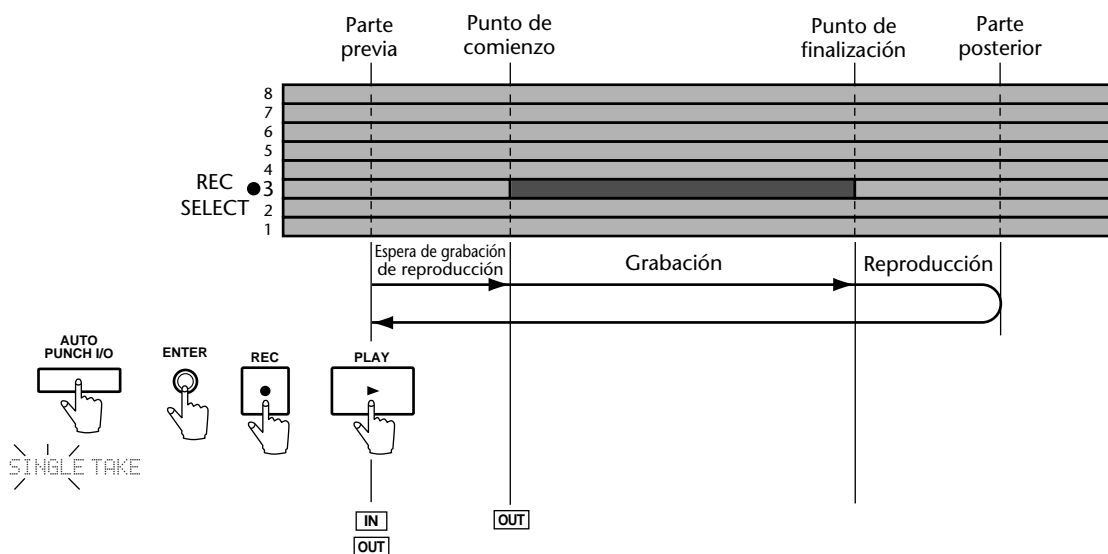 Parte
previa
Punto de
comienzo
Punto de
finalización
Parte
posterior
8
7
6
5
4
REC
SELECT
3
2
1
Espera de grabación
de reproducción
Grabación
Reproducción
AUTO
PUNCH I/O
ENTER
REC
PLAY
SINGLE TAKE
IN
OUT
OUT